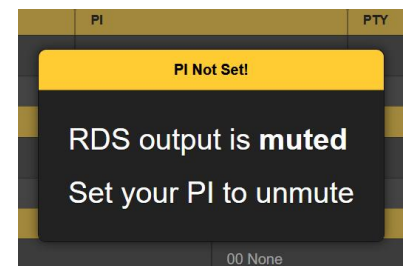 PI PTY
PI Not Set!
RDS output is muted
Set your PI to unmute
00 None